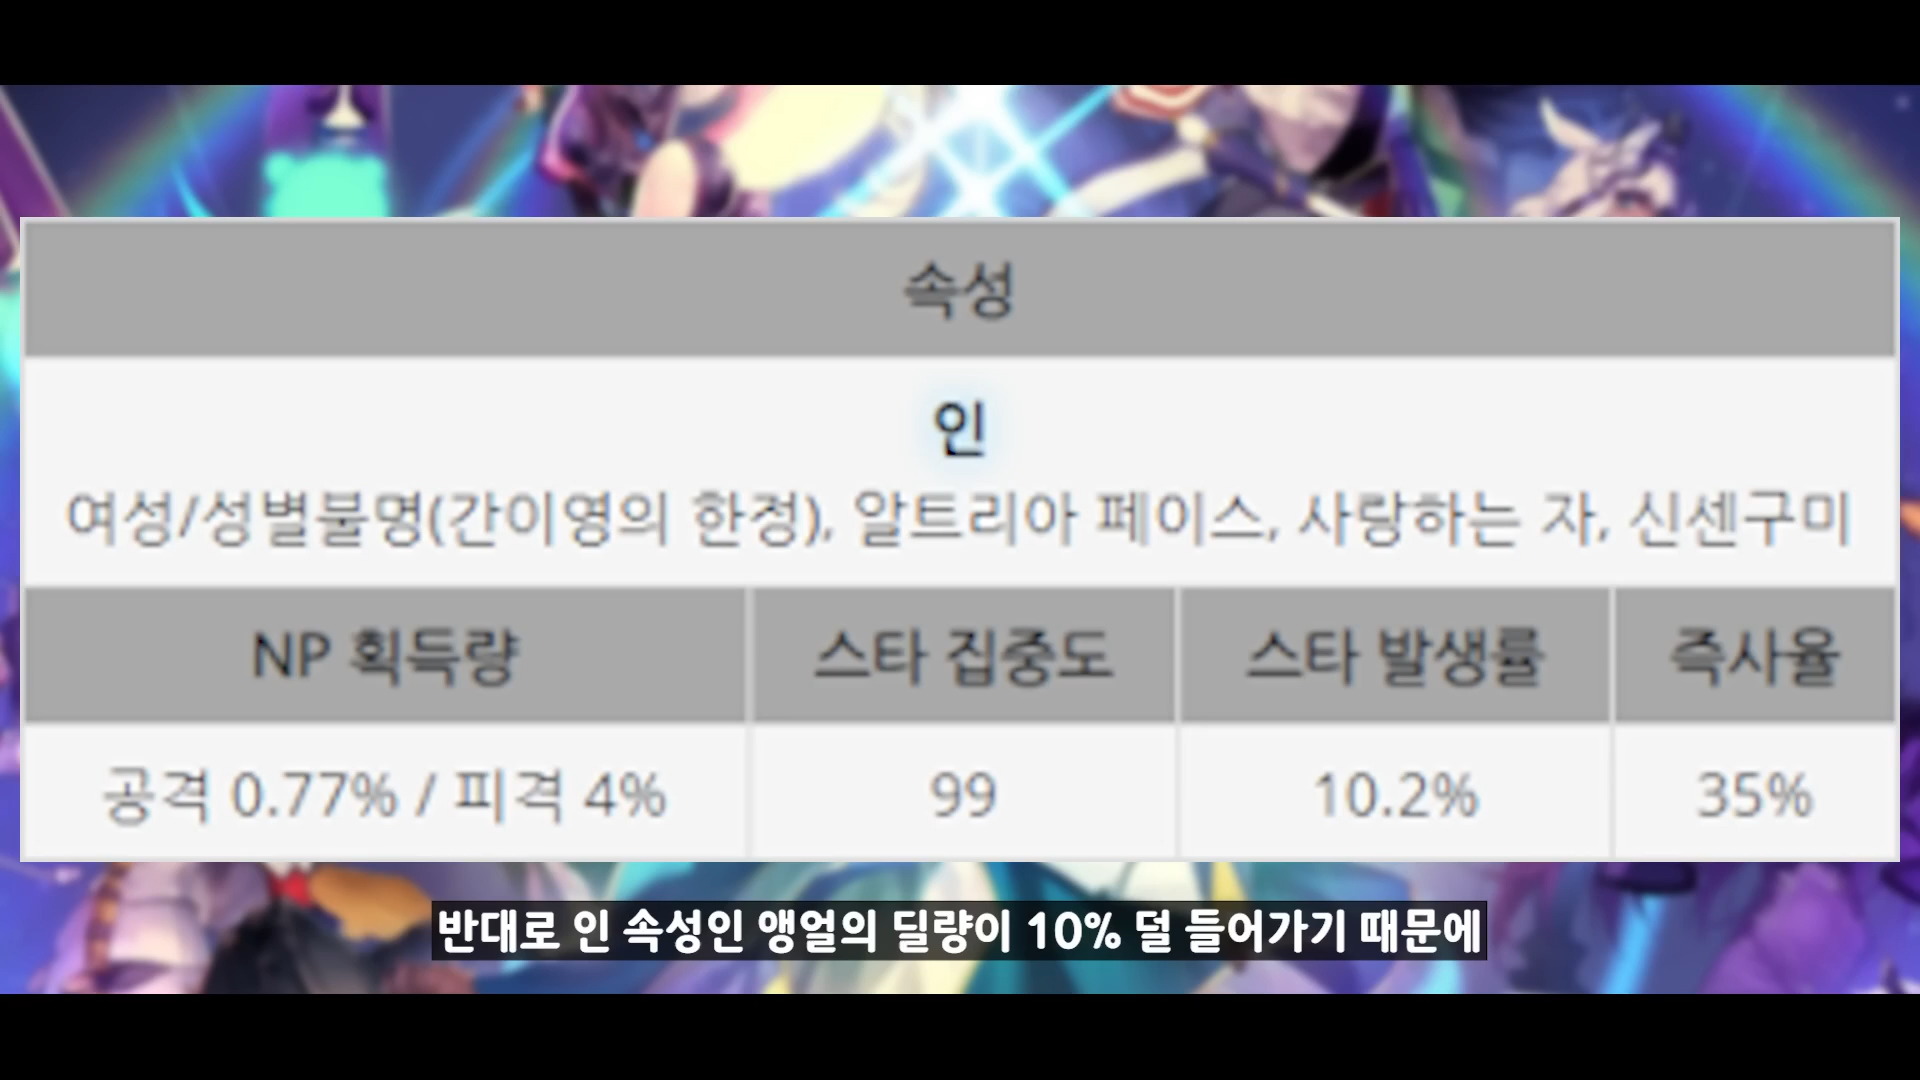 속성
인
여성/성별불명(간이영의 한정), 알트리아 페이스, 사랑하는 자, 신센구미
NP 획득량 스타 집중도 스타 발생률 즉사율
공격 0.77% / 피격 4% 99 10.2% 35%
반대로 인 속성인 앵얼의 딜량이 10% 덜 들어가기 때문에